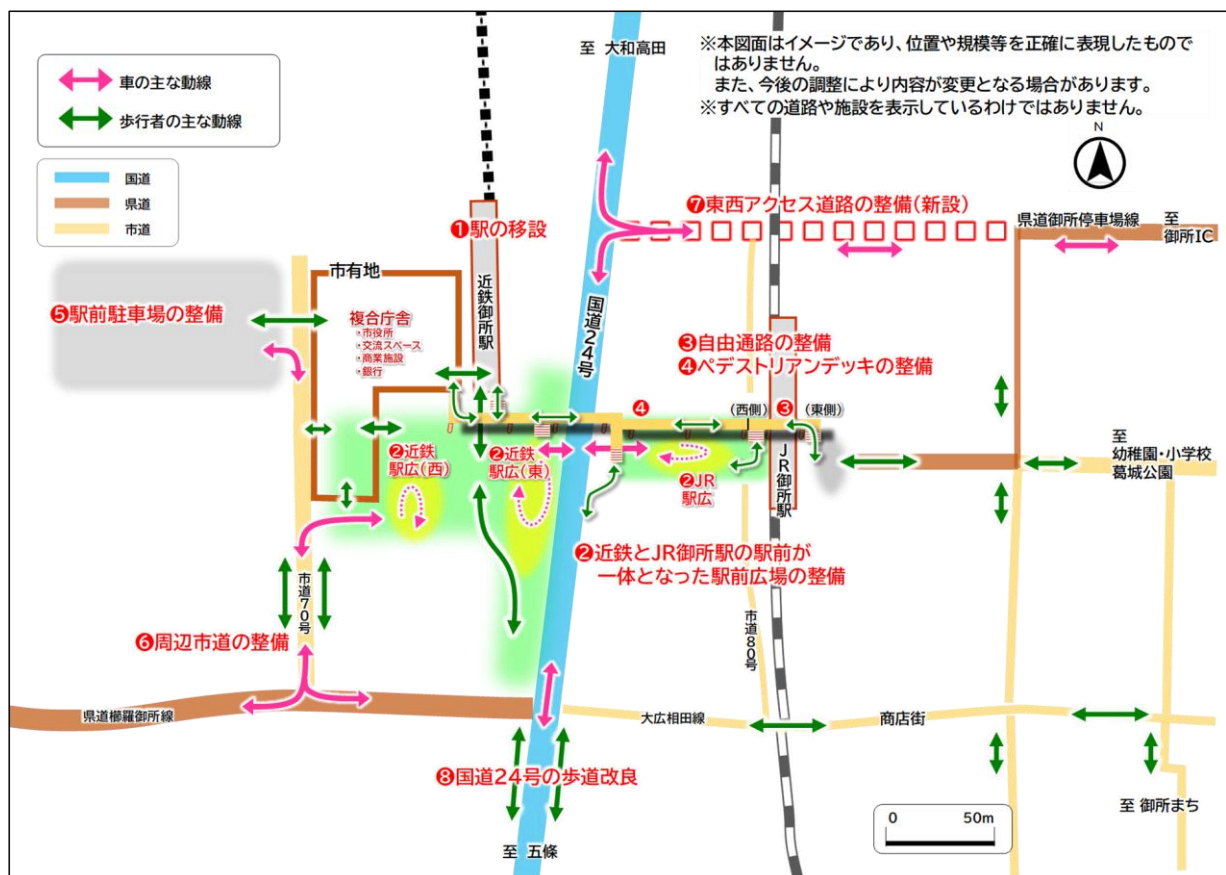 至 大和高田
※本図面はイメージであり、位置や規模等を正確に表現したもので
はありません。
また、今後の調整により内容が変更となる場合があります。
※すべての道路や施設を表示しているわけではありません。
車の主な動線
歩行者の主な動線
国道
県道
市道
N
❶駅の移設
❼東西アクセス道路の整備(新設)
県道御所停車場線
至
御所IC
市有地
近鉄御所駅
国道24号
❺駅前駐車場の整備
複合庁舎
・市役所
・交流スペース
・商業施設
・銀行
❸自由通路の整備
❹ペデストリアンデッキの整備
❹
(西側)
❸
(東側)
❷近鉄
駅広(西)
❷近鉄
駅広(東)
❷JR
駅広
JR御所駅
至
幼稚園・小学校
葛城公園
❷近鉄とJR御所駅の駅前が
一体となった駅前広場の整備
市道70号
市道80号
❻周辺市道の整備
県道櫛羅御所線
大広相田線
商店街
❽国道24号の歩道改良
至 御所まち
0 50m
至 五條